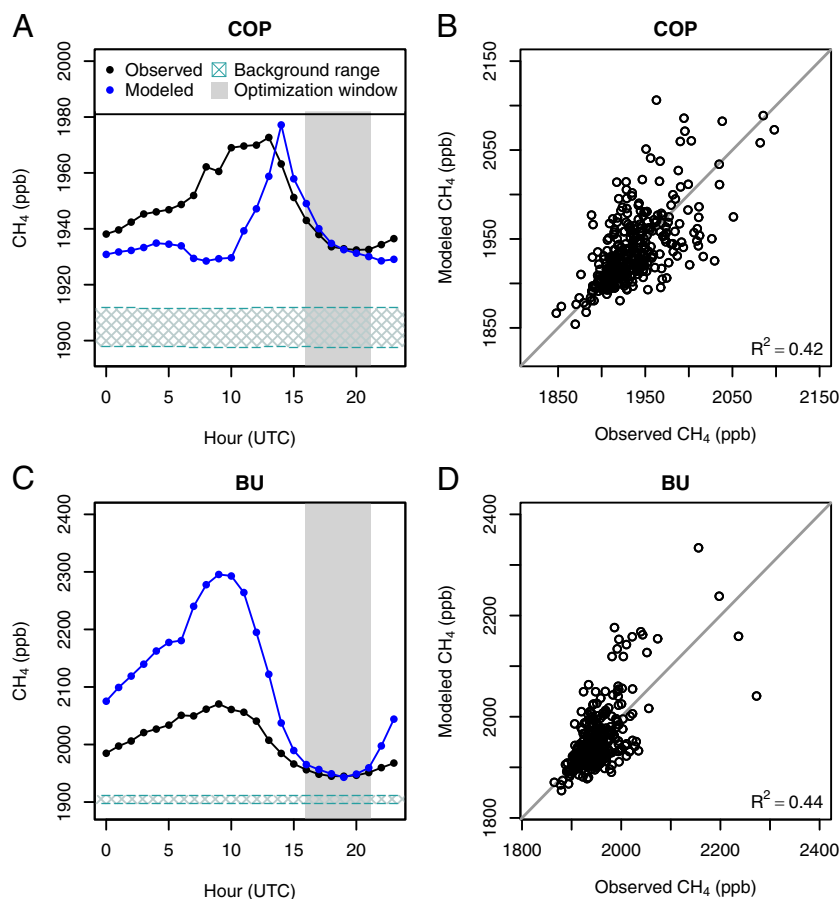 A
COP
Observed
Modeled
Background range
Optimization window
CH4 (ppb)
2000
1980
1960
1940
1920
1900
0 5 10 15 20
Hour (UTC)
B
COP
Modeled CH4 (ppb)
2150
2050
1950
1850
R2 = 0.42
1850 1950 2050 2150
Observed CH4 (ppb)
C
BU
CH4 (ppb)
2400
2300
2200
2100
2000
1900
0 5 10 15 20
Hour (UTC)
D
BU
Modeled CH4 (ppb)
2400
2200
2000
1800
R2 = 0.44
1800 2000 2200 2400
Observed CH4 (ppb)